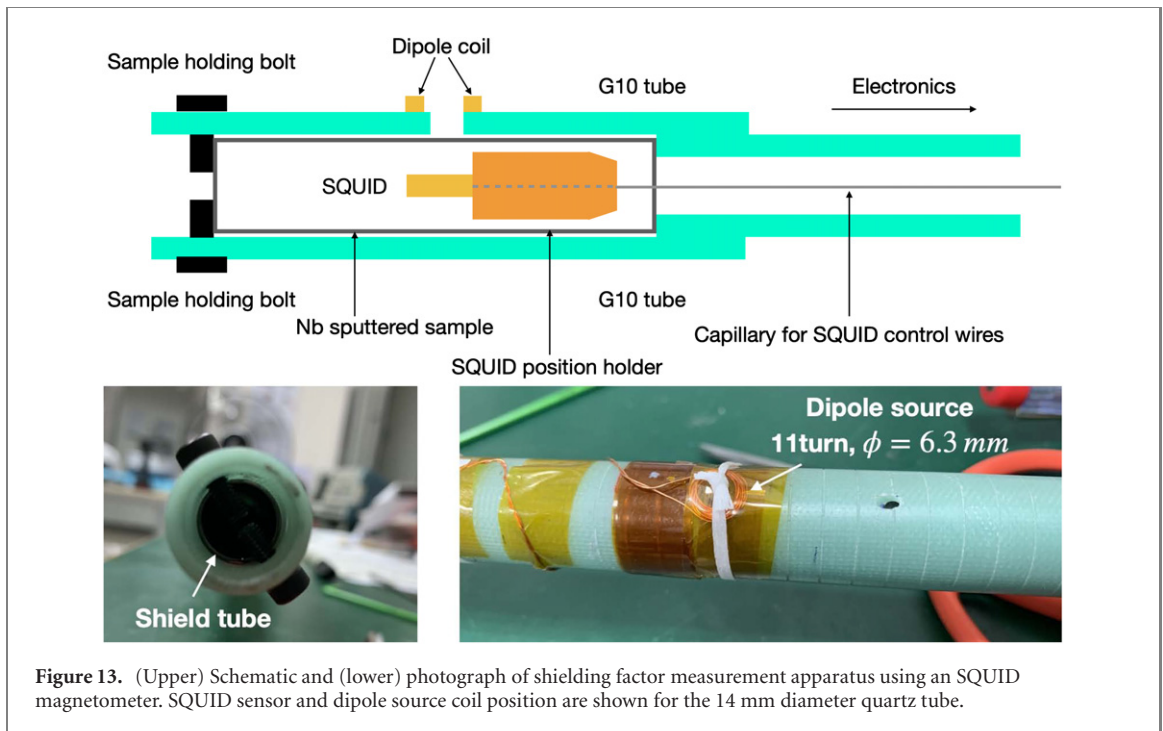 Dipole coil
Sample holding bolt
G10 tube
Electronics
SQUID
Sample holding bolt
G10 tube
Nb sputtered sample
Capillary for SQUID control wires
SQUID position holder
Shield tube
Dipole source
11turn, ϕ = 6.3 mm
Figure 13. (Upper) Schematic and (lower) photograph of shielding factor measurement apparatus using an SQUID
magnetometer. SQUID sensor and dipole source coil position are shown for the 14 mm diameter quartz tube.